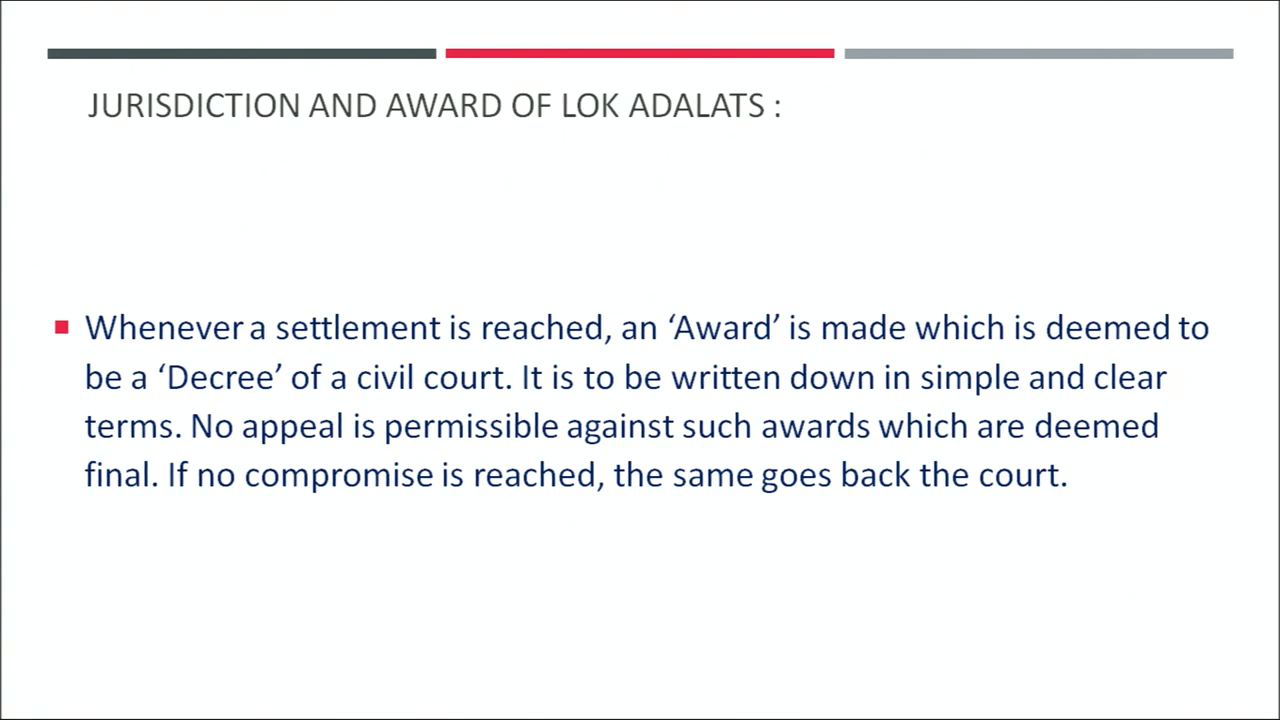 JURISDICTION AND AWARD OF LOK ADALATS :
Whenever a settlement is reached, an ‘Award’ is made which is deemed to
be a ‘Decree’ of a civil court. It is to be written down in simple and clear
terms. No appeal is permissible against such awards which are deemed
final. If no compromise is reached, the same goes back the court.